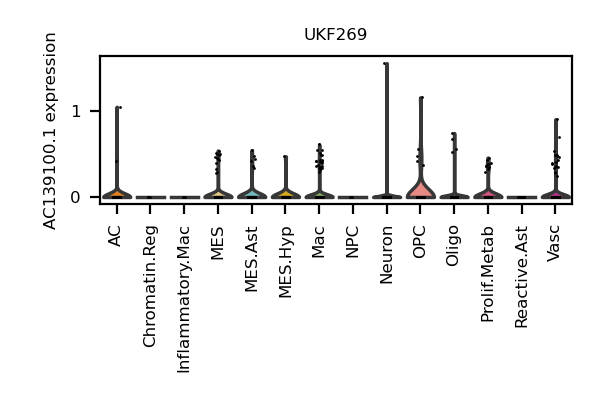 UKF269
AC139100.1 expression
1
0
AC
Chromatin.Reg
Inflammatory.Mac
MES
MES.Ast
MES.Hyp
Mac
NPC
Neuron
OPC
Oligo
Prolif.Metab
Reactive.Ast
Vasc